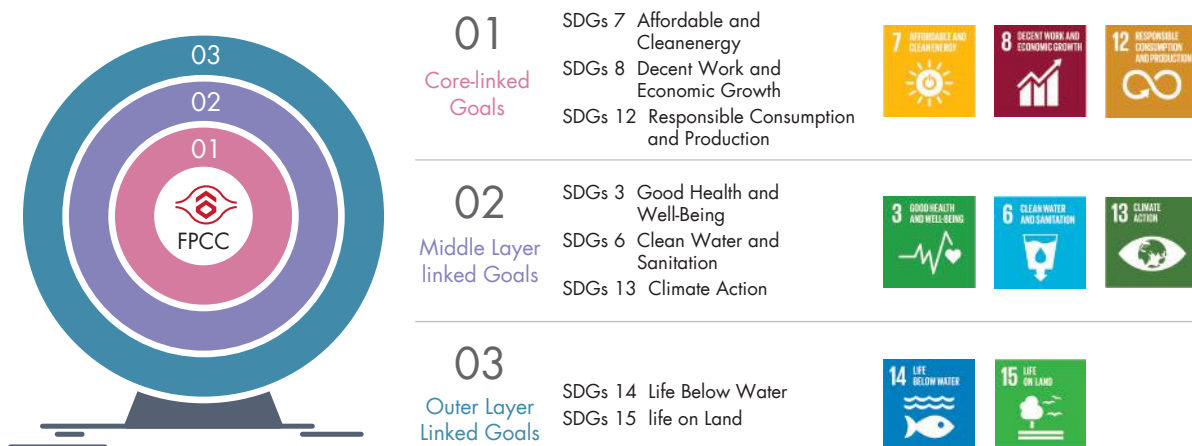 03
02
01
FPCC
01
Core-linked
Goals
SDGs 7 Affordable and
Cleanenergy
SDGs 8 Decent Work and
Economic Growth
SDGs 12 Responsible Consumption
and Production
7 AFFORDABLE AND
CLEAN ENERGY
8 DECENT WORK AND
ECONOMIC GROWTH
12 RESPONSIBLE
CONSUMPTION
AND PRODUCTION
02
Middle Layer
linked Goals
SDGs 3 Good Health and
Well-Being
SDGs 6 Clean Water and
Sanitation
SDGs 13 Climate Action
3 GOOD HEALTH
AND WELL-BEING
6 CLEAN WATER
AND SANITATION
13 CLIMATE
ACTION
03
Outer Layer
Linked Goals
SDGs 14 Life Below Water
SDGs 15 life on Land
14 LIFE
BELOW WATER
15 LIFE
ON LAND